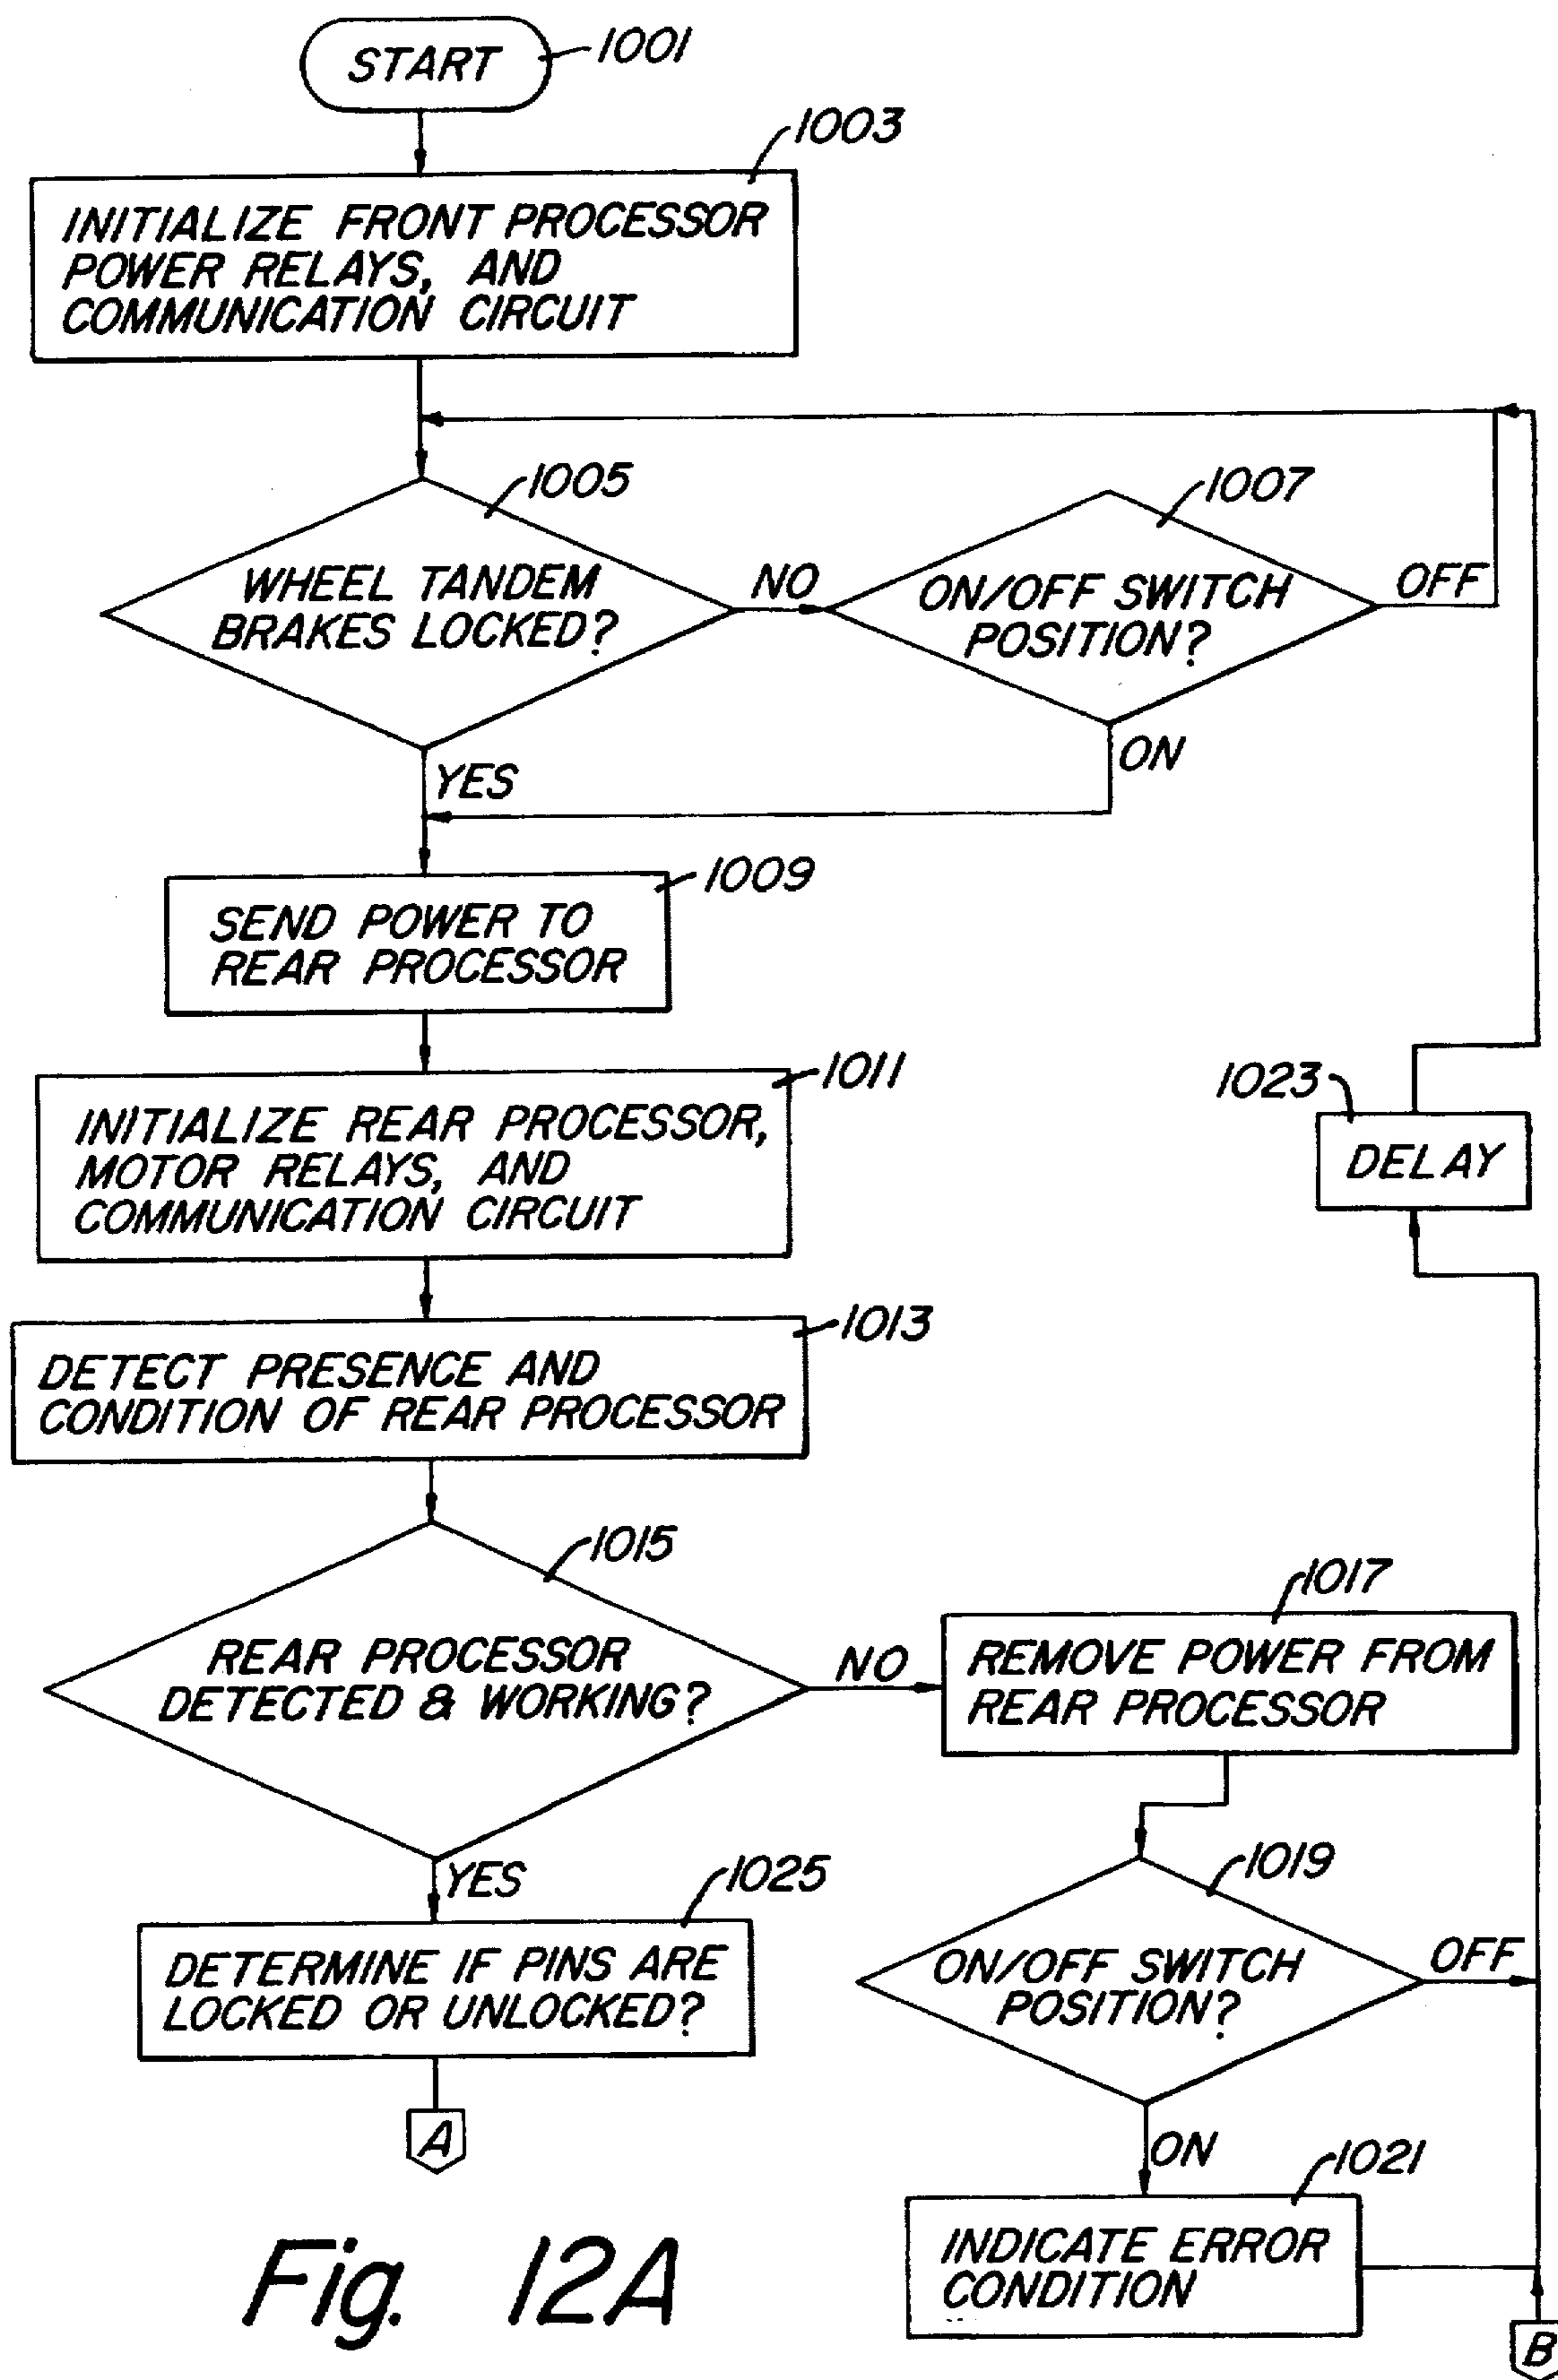 START
1001
1003
INITIALIZE FRONT PROCESSOR
POWER RELAYS, AND
COMMUNICATION CIRCUIT
1005
WHEEL TANDEM
BRAKES LOCKED?
NO
1007
ON/OFF SWITCH
POSITION?
OFF
ON
YES
1009
SEND POWER TO
REAR PROCESSOR
1011
INITIALIZE REAR PROCESSOR,
MOTOR RELAYS, AND
COMMUNICATION CIRCUIT
1023
DELAY
1013
DETECT PRESENCE AND
CONDITION OF REAR PROCESSOR
1015
REAR PROCESSOR
DETECTED & WORKING?
NO
1017
REMOVE POWER FROM
REAR PROCESSOR
YES
1025
DETERMINE IF PINS ARE
LOCKED OR UNLOCKED?
A
1019
ON/OFF SWITCH
POSITION?
OFF
ON
1021
INDICATE ERROR
CONDITION
B
Fig. 12A